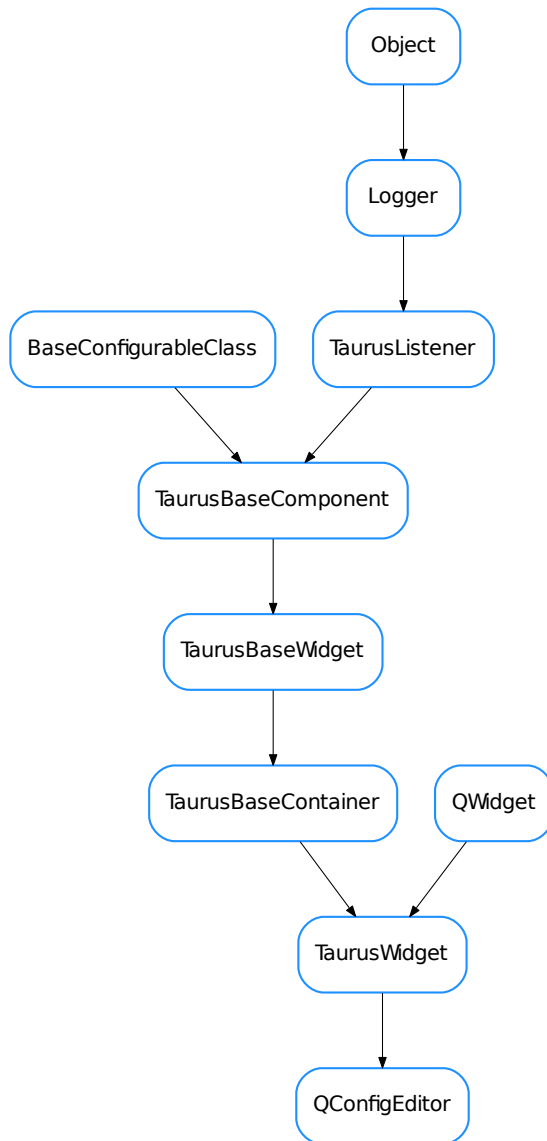 Object
Logger
BaseConfigurableClass
TaurusListener
TaurusBaseComponent
TaurusBaseWidget
TaurusBaseContainer
QWidget
TaurusWidget
QConfigEditor